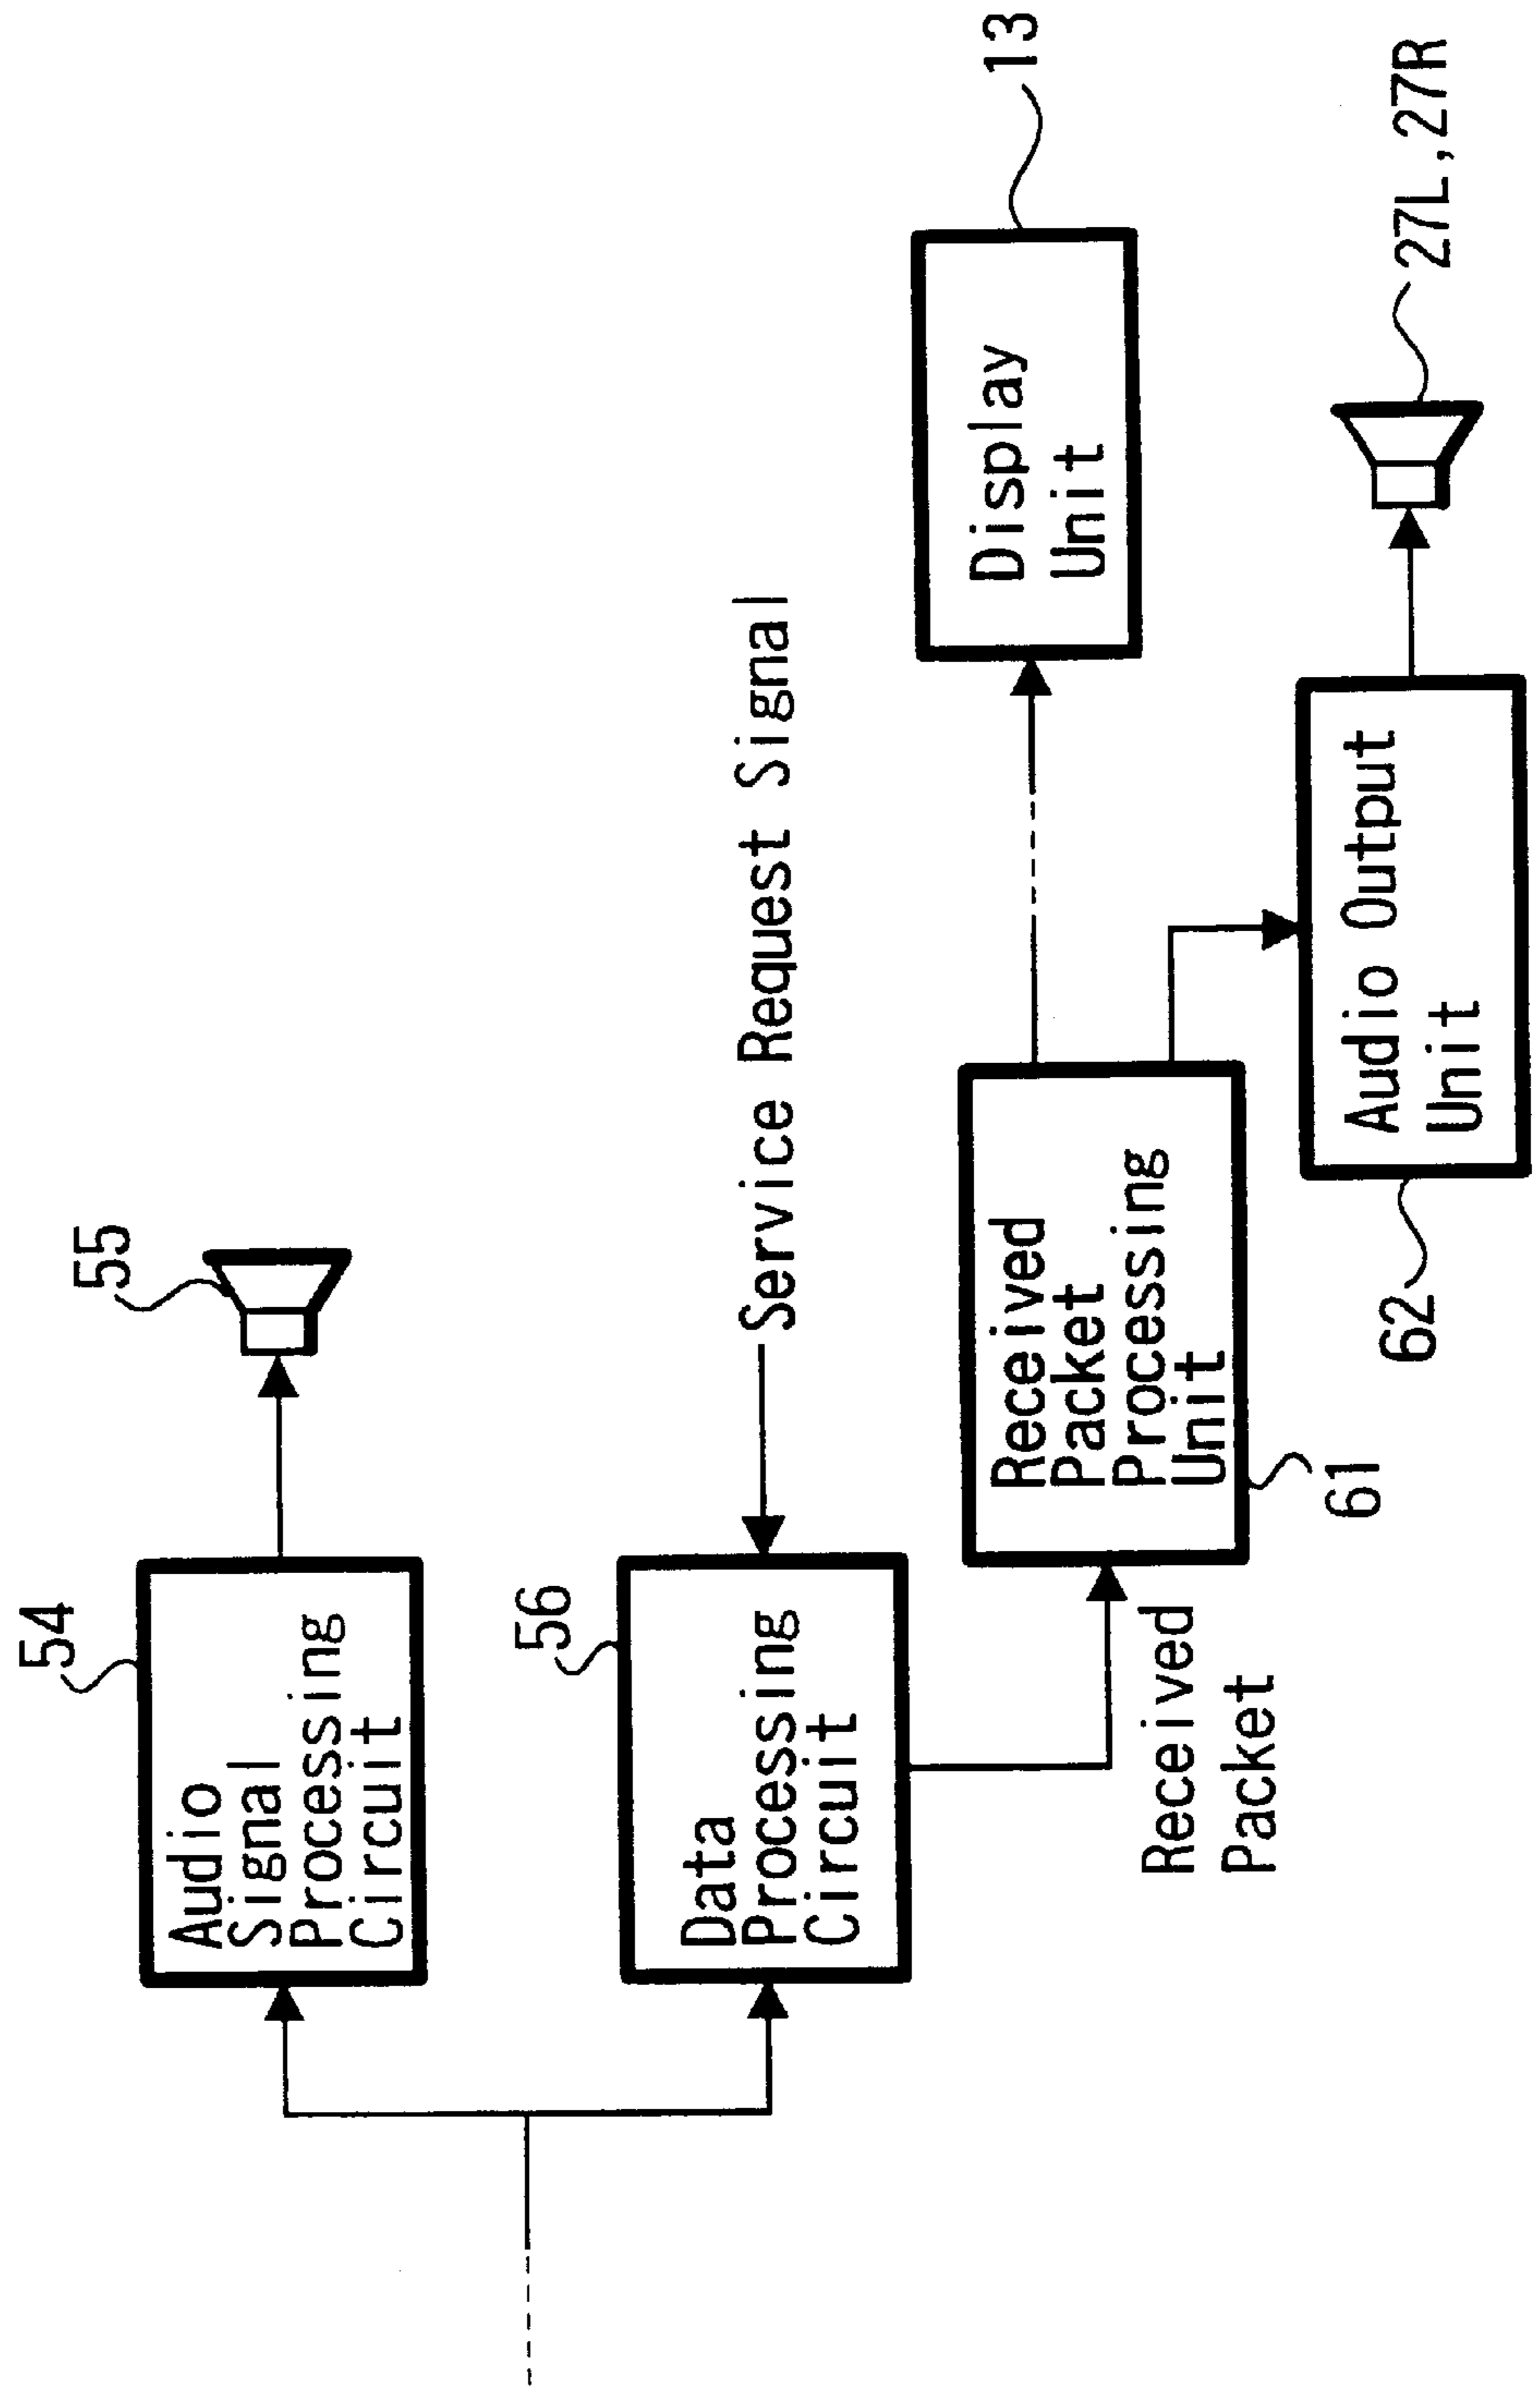 54
55
Audio
Signal
Processing
Circuit
56
Data
Processing
Circuit
Service Request Signal
Received
Packet
Received
Packet
Processing
Unit
61
Display
Unit
13
Audio Output
Unit
62
27L,27R